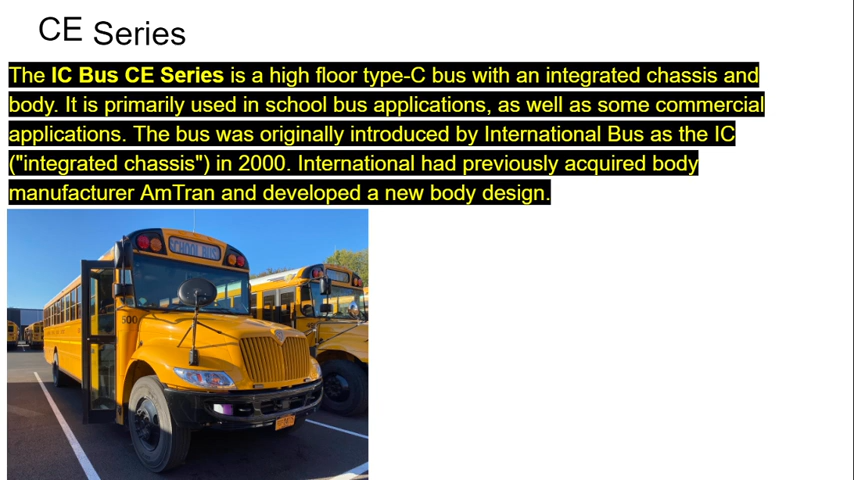 CE Series
The IC Bus CE Series is a high floor type-C bus with an integrated chassis and
body. It is primarily used in school bus applications, as well as some commercial
applications. The bus was originally introduced by International Bus as the IC
("integrated chassis") in 2000. International had previously acquired body
manufacturer AmTran and developed a new body design.
SCHOOL BUS
500